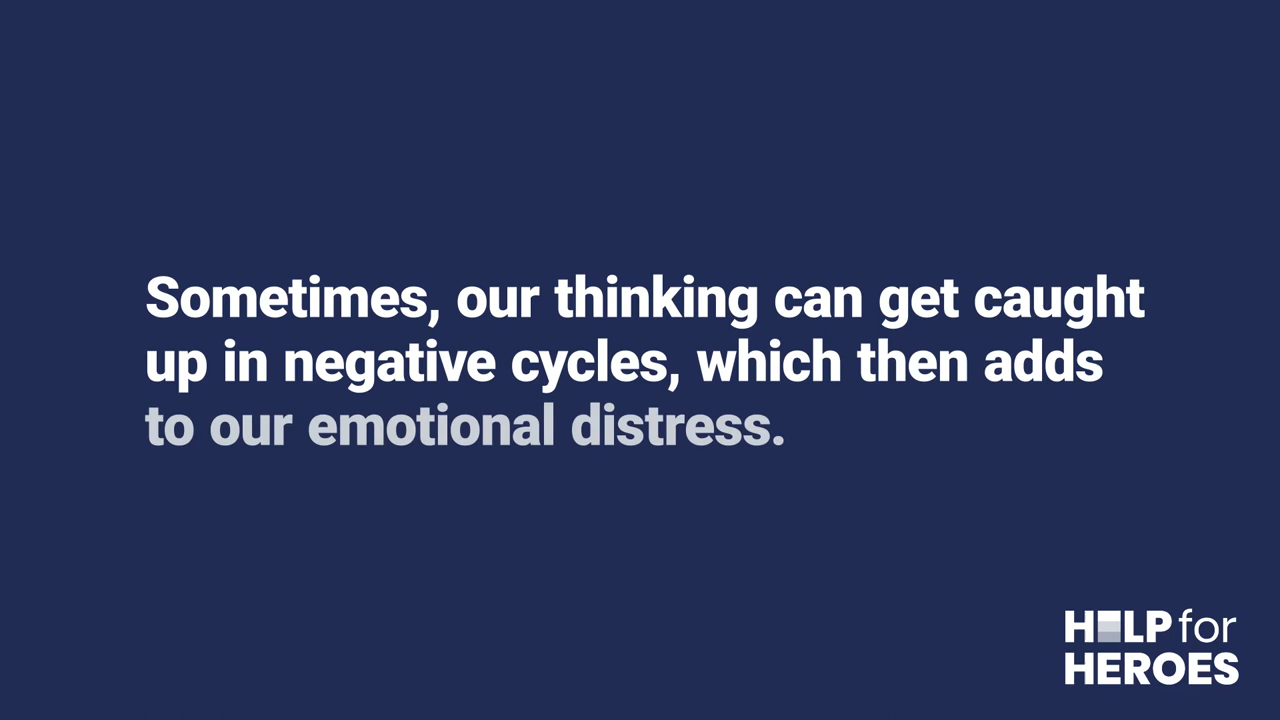 Sometimes, our thinking can get caught
up in negative cycles, which then adds
to our emotional distress.
HELP for
HEROES